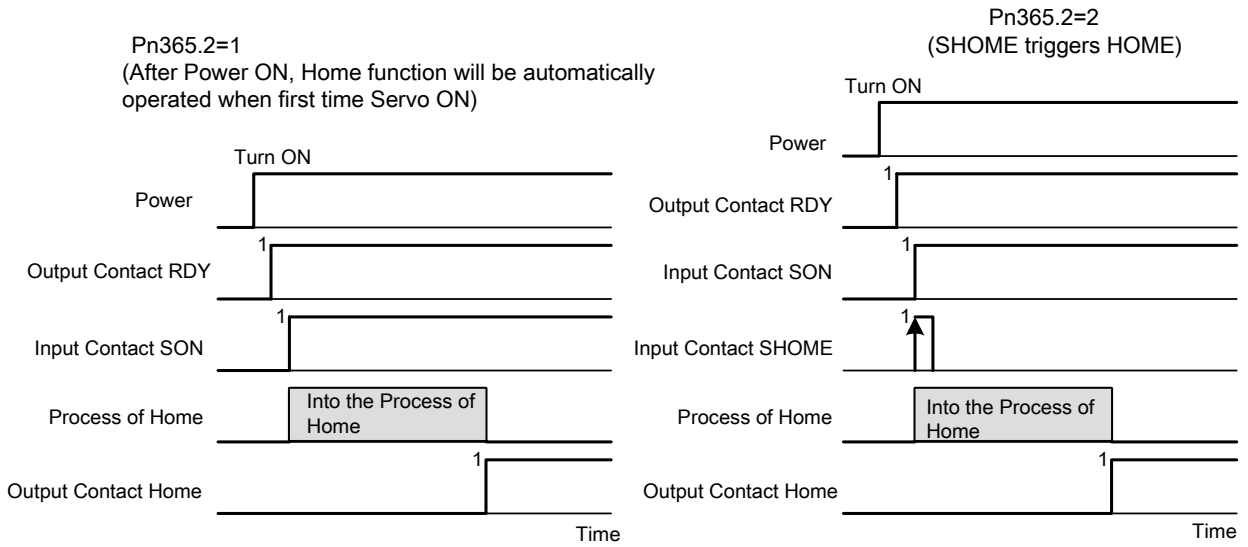 Pn365.2=1
(After Power ON, Home function will be automatically
operated when first time Servo ON)
Turn ON
Power
1
Output Contact RDY
1
Input Contact SON
Process of Home
Into the Process of
Home
1
Output Contact Home
Time
Pn365.2=2
(SHOME triggers HOME)
Turn ON
Power
1
Output Contact RDY
1
Input Contact SON
1
Input Contact SHOME
Process of Home
Into the Process of
Home
1
Output Contact Home
Time